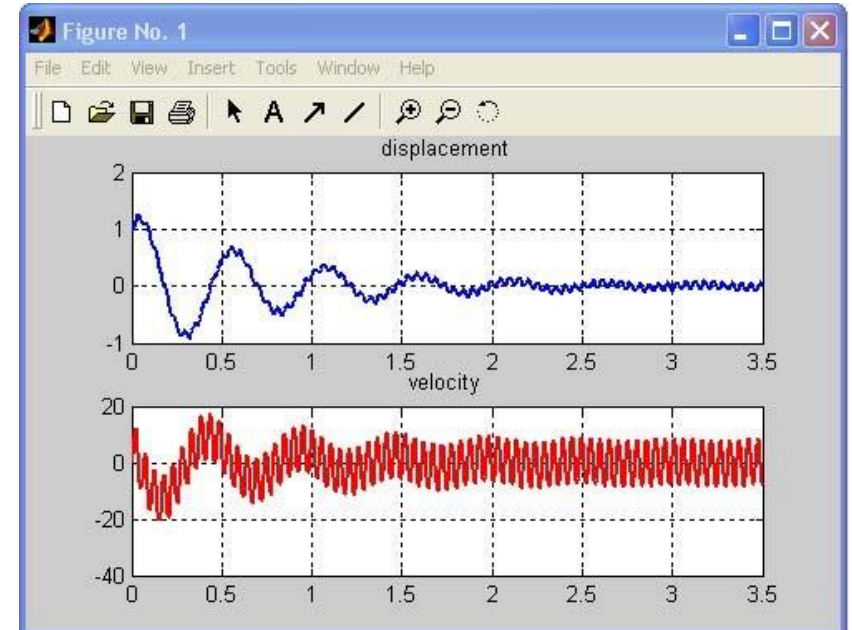 Figure No. 1
File Edit View Insert Tools Window Help
A
displacement
2
1
0
-1
0 0.5 1 1.5 2 2.5 3 3.5
velocity
20
0
-20
-40
0 0.5 1 1.5 2 2.5 3 3.5